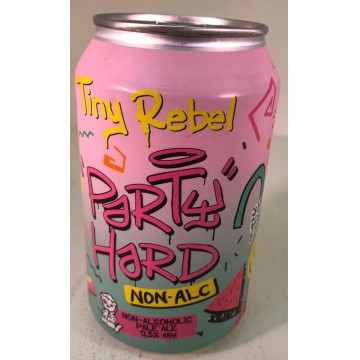 Tiny Rebel
"PARTY"
HARD
NON-ALC
NON-ALCOHOLIC
PALE ALE
0,5% ABV